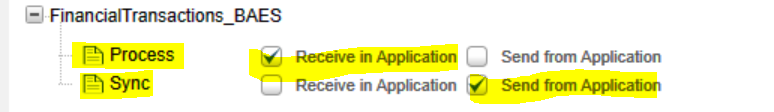 FinancialTransactions_BAES
Process Receive in Application Send from Application
Sync Receive in Application Send from Application